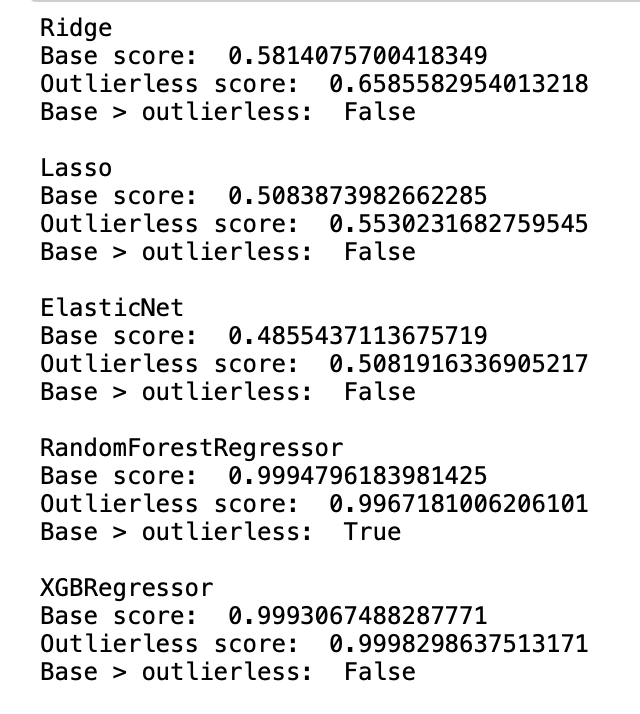 Ridge
Base score:  0.5814075700418349
Outlierless score:  0.6585582954013218
Base > outlierless:  False
Lasso
Base score:  0.5083873982662285
Outlierless score:  0.5530231682759545
Base > outlierless:  False
ElasticNet
Base score:  0.4855437113675719
Outlierless score:  0.5081916336905217
Base > outlierless:  False
RandomForestRegressor
Base score:  0.9994796183981425
Outlierless score:  0.9967181006206101
Base > outlierless:  True
XGBRegressor
Base score:  0.9993067488287771
Outlierless score:  0.9998298637513171
Base > outlierless:  False